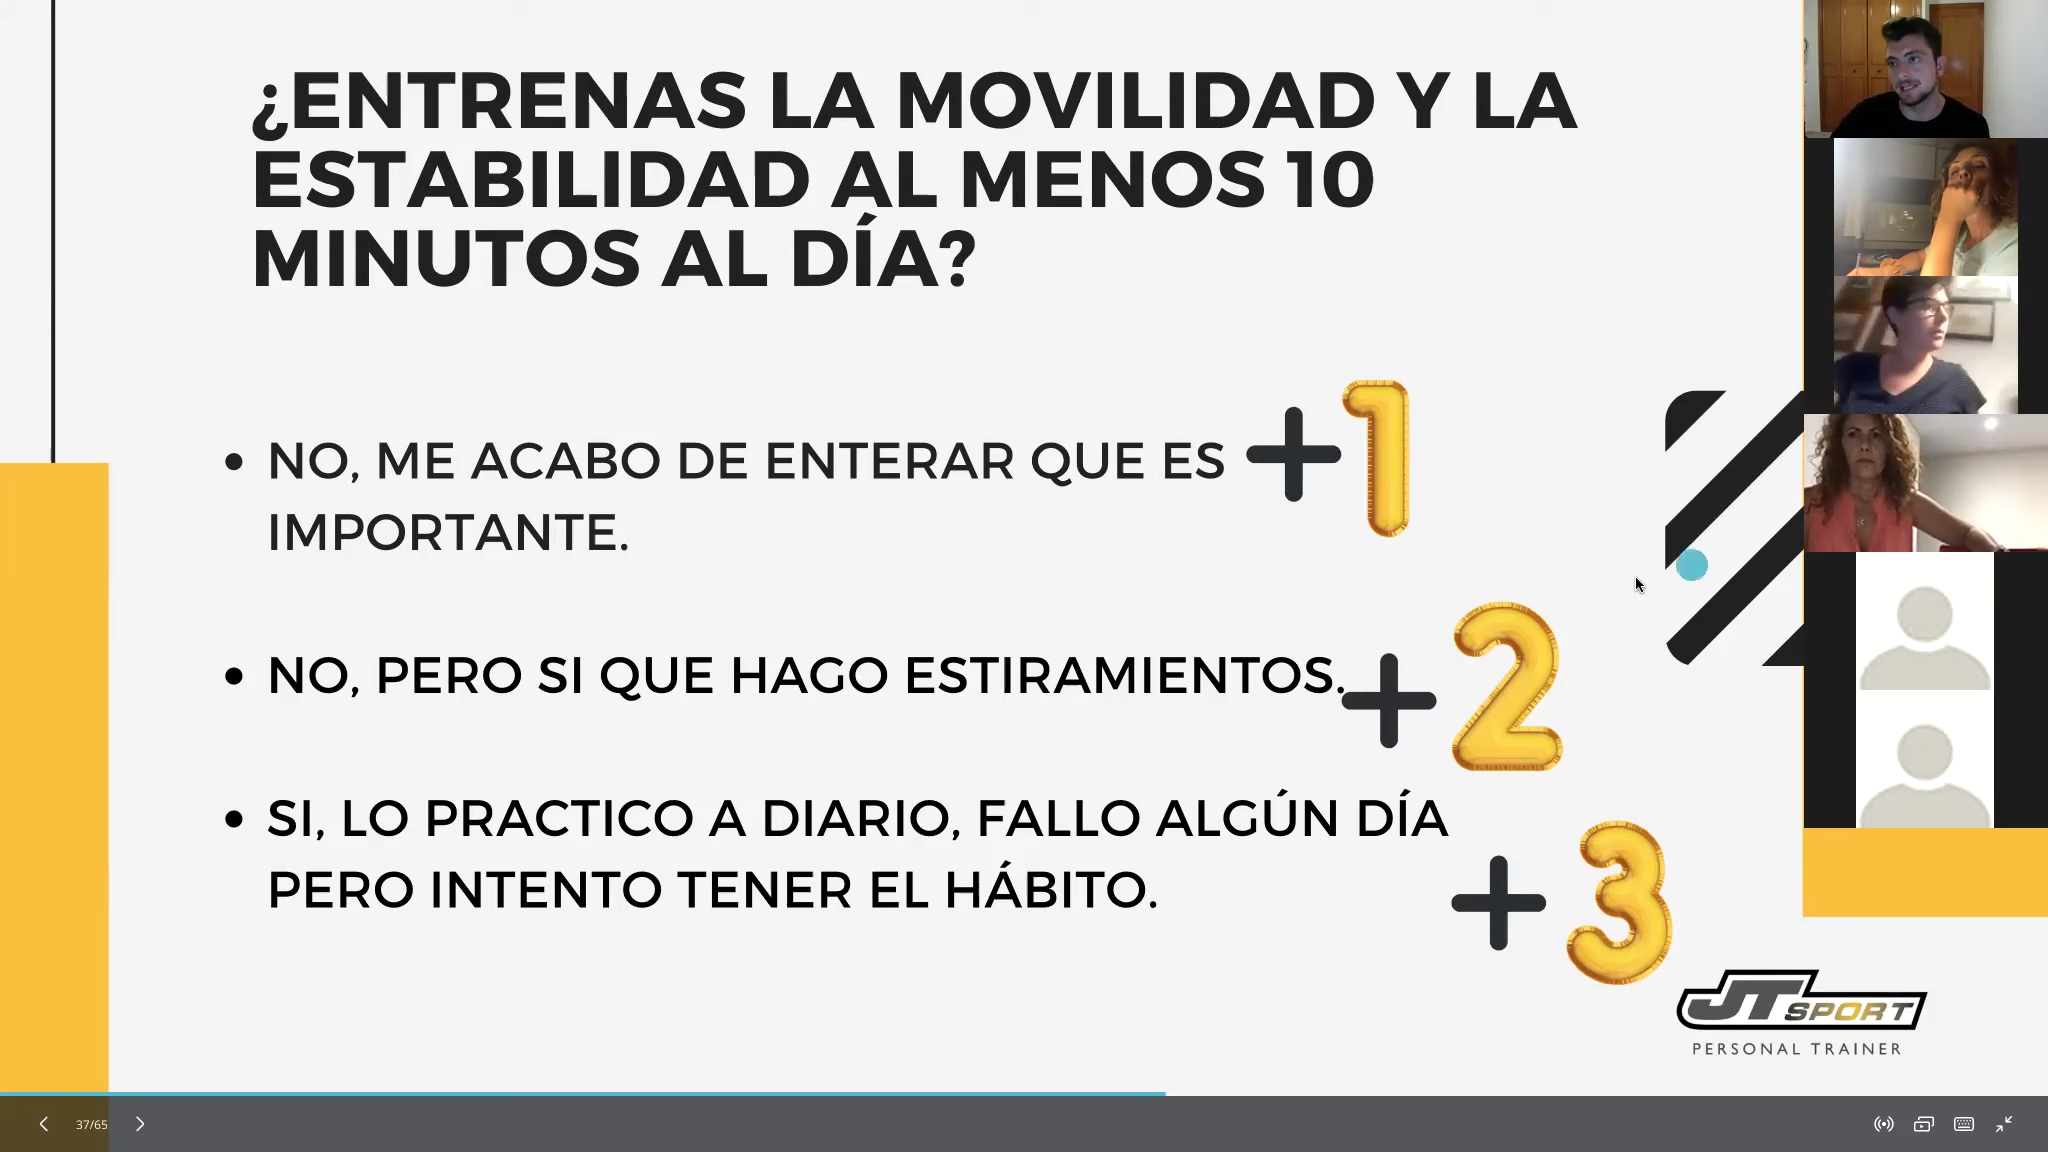 ¿ENTRENAS LA MOVILIDAD Y LA
ESTABILIDAD AL MENOS 10
MINUTOS AL DÍA?
• NO, ME ACABO DE ENTERAR QUE ES
IMPORTANTE.
+1
• NO, PERO SI QUE HAGO ESTIRAMIENTOS.
+2
• SI, LO PRACTICO A DIARIO, FALLO ALGÚN DÍA
PERO INTENTO TENER EL HÁBITO.
+3
JT SPORT
PERSONAL TRAINER
37/65